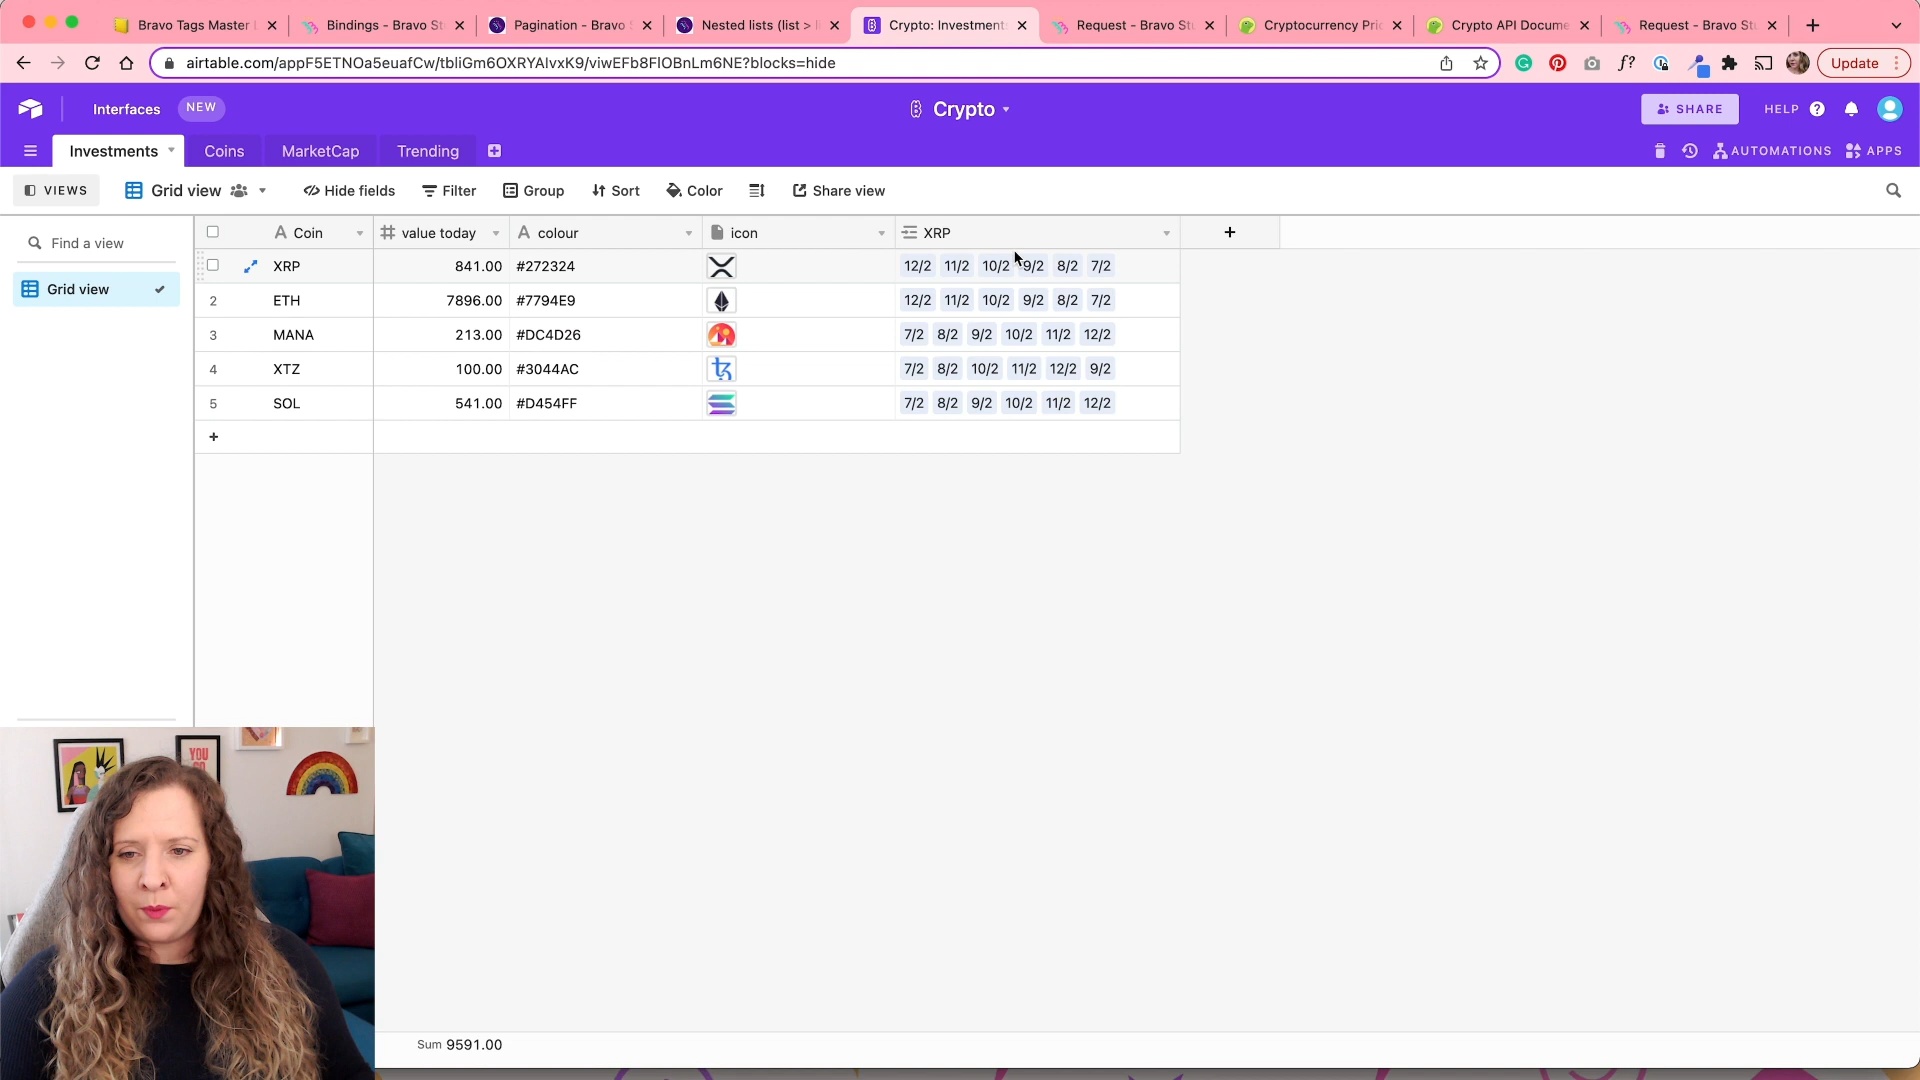 Bravo Tags Master
Bindings - Bravo St
Pagination - Bravo S
Nested lists (list > li
Crypto: Investment
Request - Bravo Stu
Cryptocurrency Pric
Crypto API Docume
Request - Bravo Stu
airtable.com/appF5ETNOa5euafCw/tbliGm6OXRYAlvxK9/viwEFb8FlOBnLm6NE?blocks=hide
f?
Update
Interfaces NEW
Crypto
SHARE
HELP
Investments Coins MarketCap Trending
AUTOMATIONS APPS
VIEWS Grid view Hide fields Filter Group Sort Color Share view
Find a view
Grid view
Coin value today colour icon XRP
XRP 841.00 #272324 12/2 11/2 10/2 9/2 8/2 7/2
2 ETH 7896.00 #7794E9 12/2 11/2 10/2 9/2 8/2 7/2
3 MANA 213.00 #DC4D26 7/2 8/2 9/2 10/2 11/2 12/2
4 XTZ 100.00 #3044AC 7/2 8/2 10/2 11/2 12/2 9/2
5 SOL 541.00 #D454FF 7/2 8/2 9/2 10/2 11/2 12/2
+
YOU
Sum 9591.00